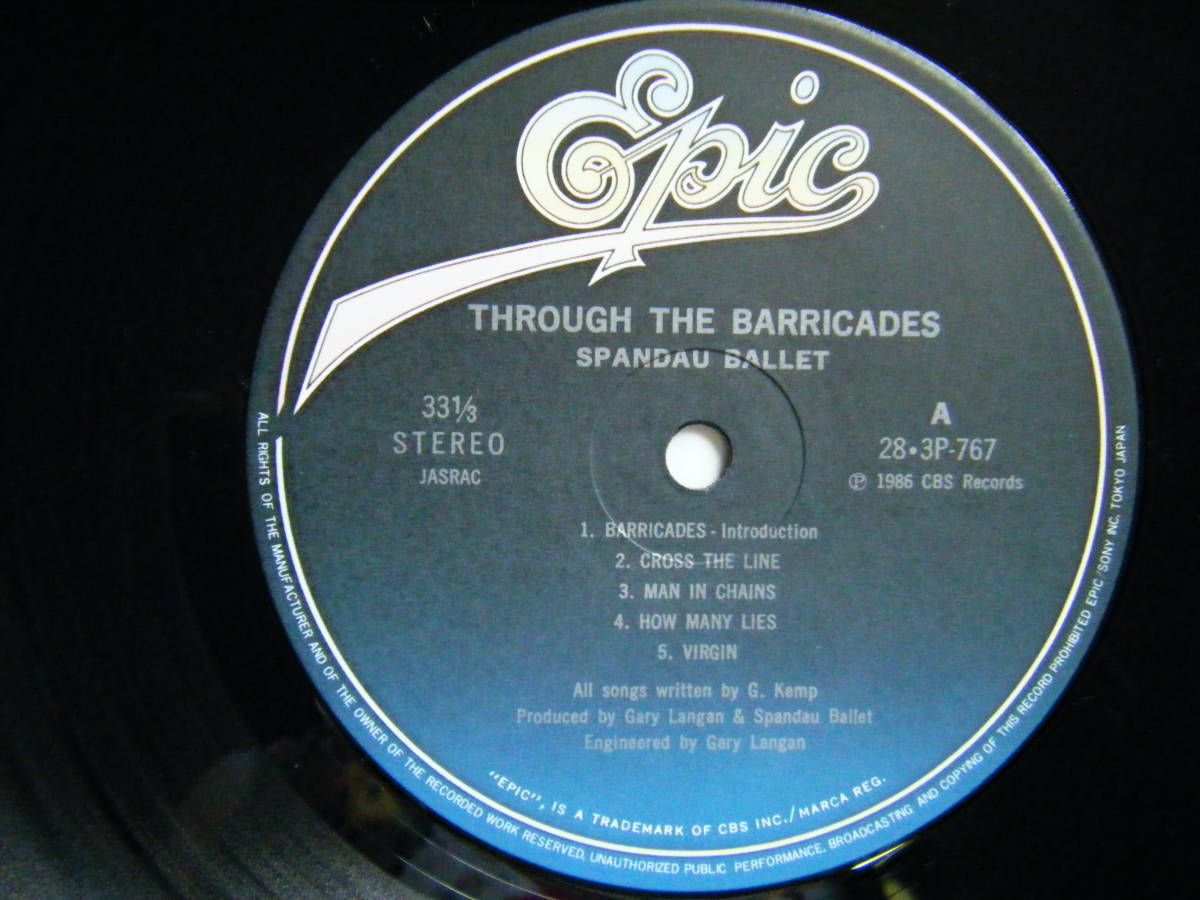 Epic
THROUGH THE BARRICADES
SPANDAU BALLET
33⅓
STEREO
JASRAC
A
28•3P-767
℗ 1986 CBS Records
1. BARRICADES - Introduction
2. CROSS THE LINE
3. MAN IN CHAINS
4. HOW MANY LIES
5. VIRGIN
All songs written by G. Kemp
Produced by Gary Langan & Spandau Ballet
Engineered by Gary Langan
"EPIC", IS A TRADEMARK OF CBS INC./MARCA REG.
ALL RIGHTS OF THE MANUFACTURER AND OF THE OWNER OF THE RECORDED WORK RESERVED. UNAUTHORIZED PUBLIC PERFORMANCE, BROADCASTING AND COPYING OF THIS RECORD PROHIBITED EPIC/SONY INC. TOKYO JAPAN